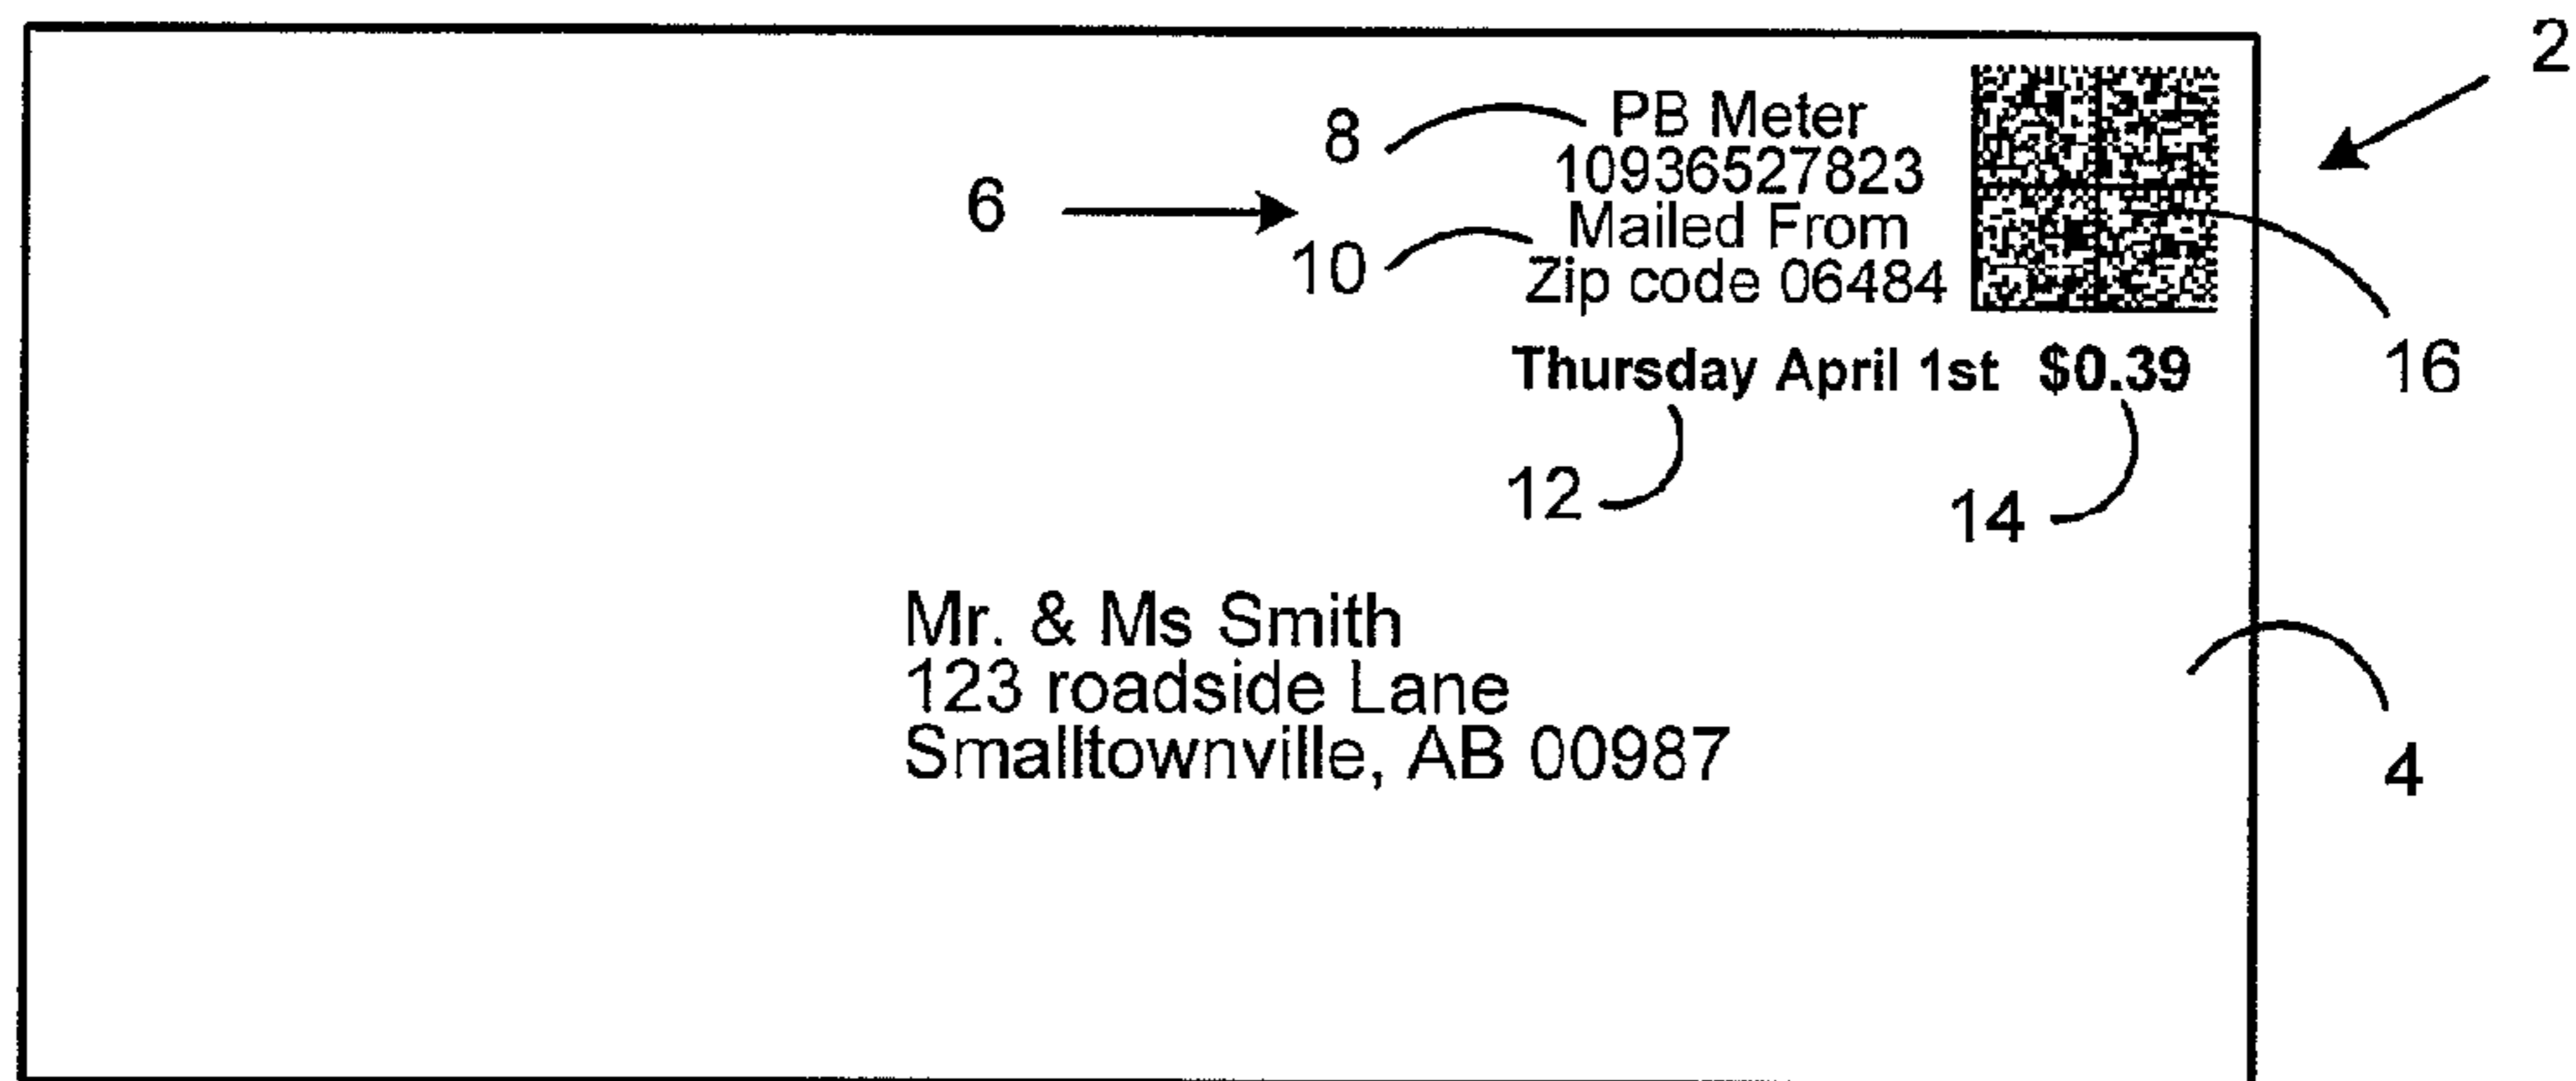 2
8
PB Meter
10936527823
6
Mailed From
10
Zip code 06484
Thursday April 1st $0.39
16
12
14
Mr. & Ms Smith
123 roadside Lane
Smalltownville, AB 00987
4